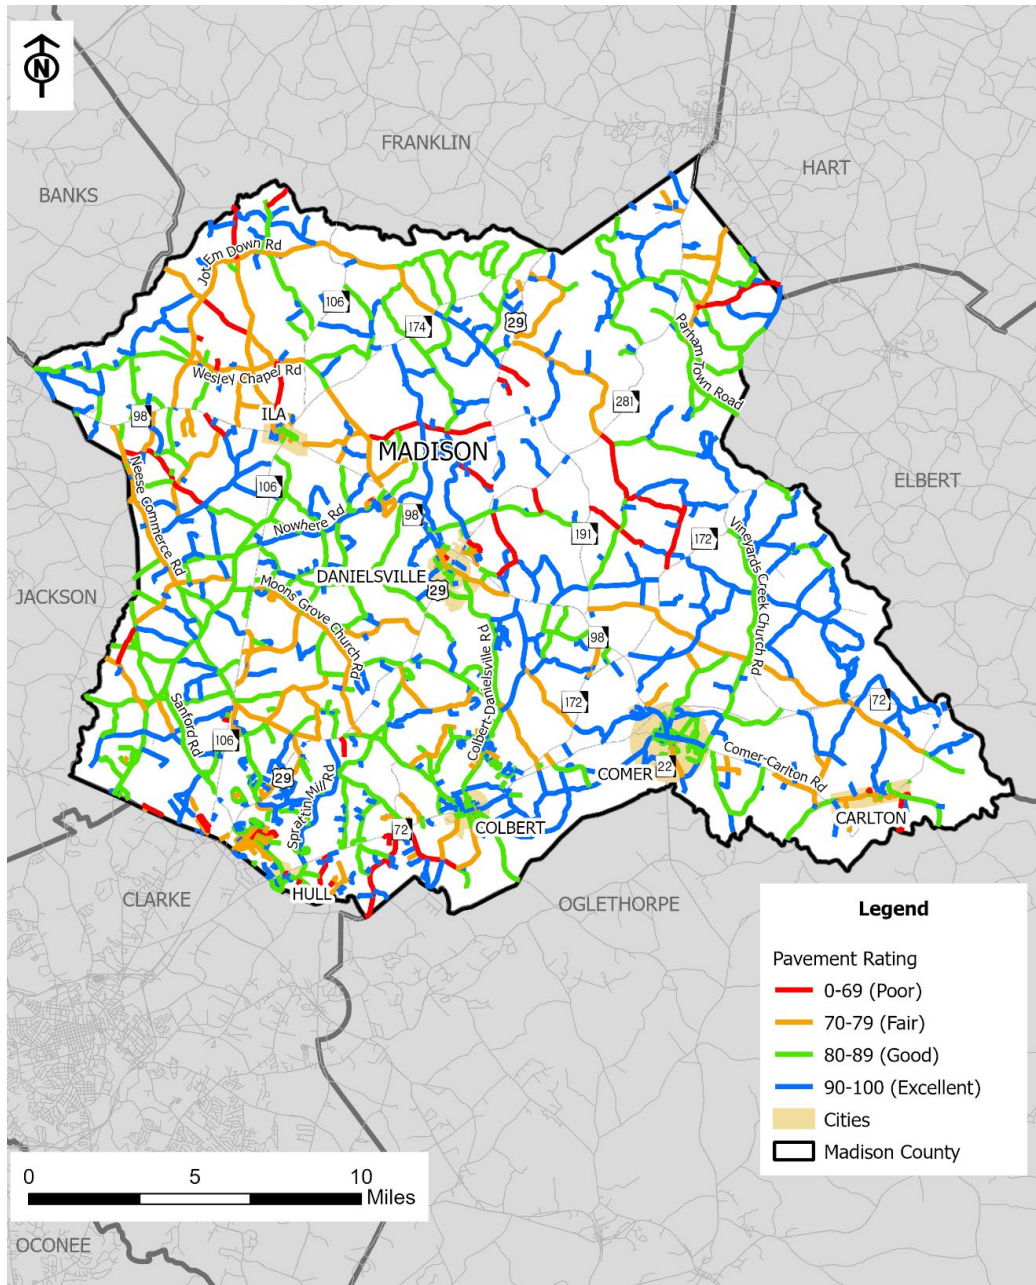 N
FRANKLIN
HART
BANKS
Jot Em Down Rd
106
174
29
Parham Town Road
Wesley Chapel Rd
281
ILA
98
MADISON
ELBERT
Neese Commerce Rd
106
Nowhere Rd
98
191
172
Vineyards Creek Church Rd
JACKSON
DANIELSVILLE
29
Moons Grove Church Rd
Colbert-Danielsville Rd
98
Sanford Rd
172
72
106
29
Spratlin Mill Rd
COMER
22
Comer-Carlton Rd
72
COLBERT
CARLTON
HULL
CLARKE
OGLETHORPE
Legend
Pavement Rating
0-69 (Poor)
70-79 (Fair)
80-89 (Good)
90-100 (Excellent)
Cities
Madison County
0 5 10
Miles
OCONEE